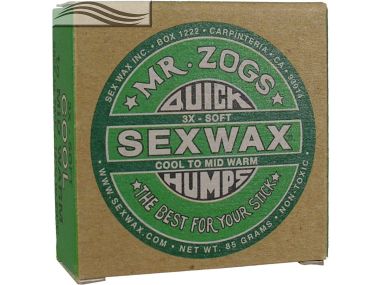 SEX WAX INC. • BOX 1222 • CARPINTERIA • CA • 93014
★ MR. ZOGS ★
QUICK
3X - SOFT
SEXWAX
COOL TO MID WARM
HUMPS
THE BEST FOR YOUR STICK
WWW.SEXWAX.COM • NET WT. 85 GRAMS • NON-TOXIC
COOL